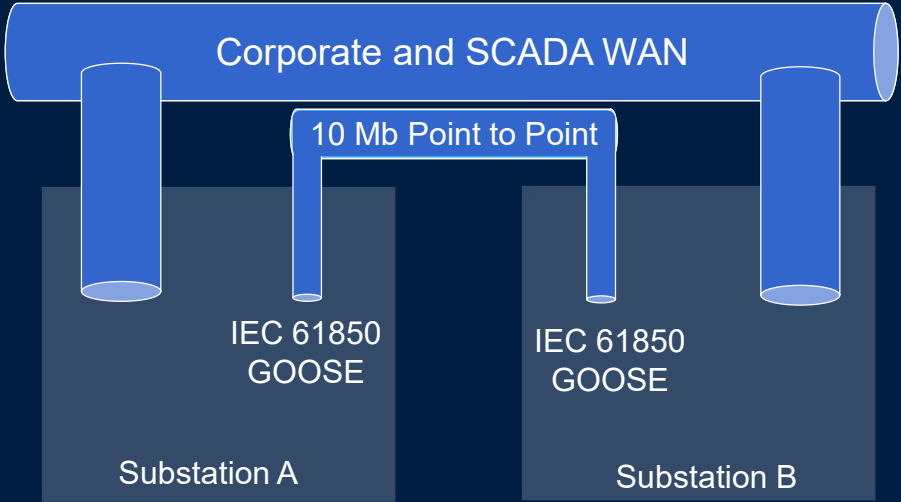 Corporate and SCADA WAN
10 Mb Point to Point
IEC 61850
GOOSE
IEC 61850
GOOSE
Substation A
Substation B